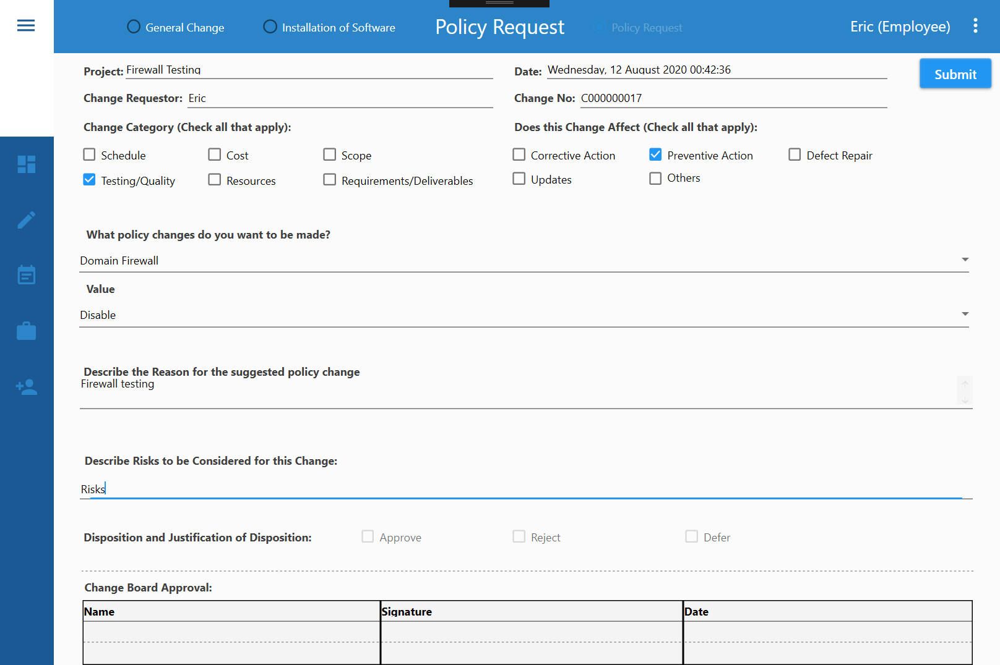 General Change Installation of Software Policy Request Policy Request Eric (Employee)
Project: Firewall Testing Date: Wednesday, 12 August 2020 00:42:36 Submit
Change Requestor: Eric Change No: C000000017
Change Category (Check all that apply): Does this Change Affect (Check all that apply):
Schedule Cost Scope Corrective Action Preventive Action Defect Repair
Testing/Quality Resources Requirements/Deliverables Updates Others
What policy changes do you want to be made?
Domain Firewall
Value
Disable
Describe the Reason for the suggested policy change
Firewall testing
Describe Risks to be Considered for this Change:
Risks
Disposition and Justification of Disposition: Approve Reject Defer
Change Board Approval:
Name Signature Date